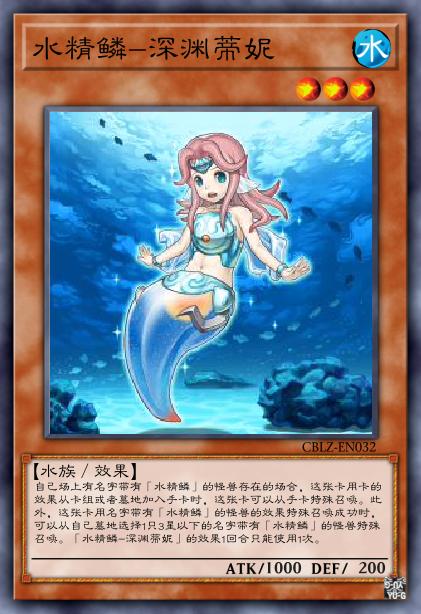 水精鳞-深渊蒂妮
水
CBLZ-EN032
【水族／效果】
自己场上有名字带有「水精鳞」的怪兽存在的场合，这张卡用卡的
效果从卡组或者墓地加入手卡时，这张卡可以从手卡特殊召唤。此
外，这张卡用名字带有「水精鳞」的怪兽的效果特殊召唤成功时，
可以从自己墓地选择1只3星以下的名字带有「水精鳞」的怪兽特殊
召唤。「水精鳞-深渊蒂妮」的效果1回合只能使用1次。
ATK/1000 DEF/ 200